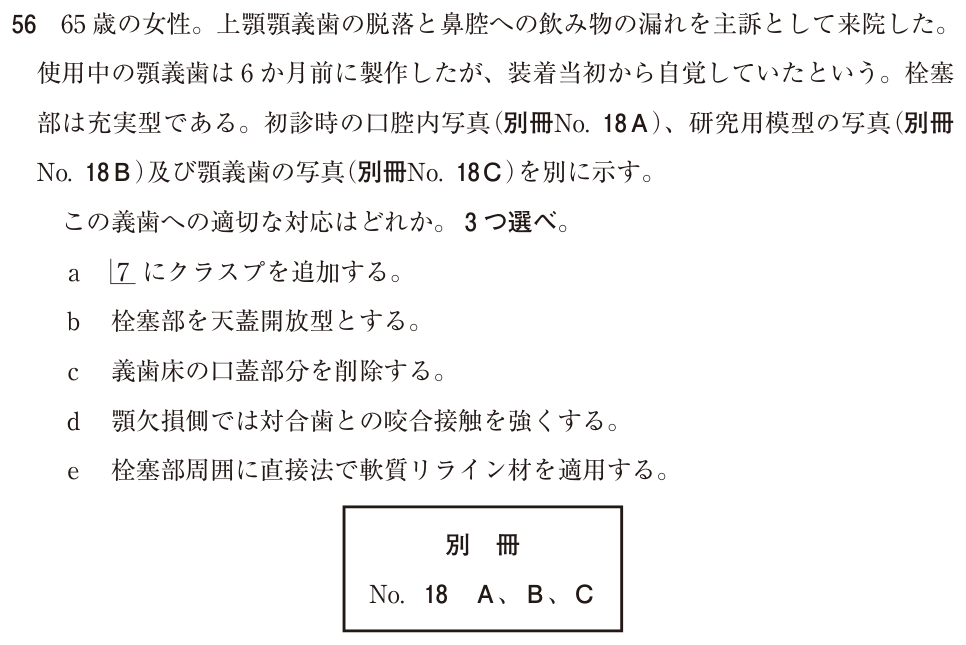 56 65歳の女性。上顎顎義歯の脱落と鼻腔への飲み物の漏れを主訴として来院した。
使用中の顎義歯は6か月前に製作したが、装着当初から自覚していたという。栓塞
部は充実型である。初診時の口腔内写真(別冊No. 18A)、研究用模型の写真(別冊
No. 18B)及び顎義歯の写真(別冊No. 18C)を別に示す。
この義歯への適切な対応はどれか。3つ選べ。
a 7 にクラスプを追加する。
b 栓塞部を天蓋開放型とする。
c 義歯床の口蓋部分を削除する。
d 顎欠損側では対合歯との咬合接触を強くする。
e 栓塞部周囲に直接法で軟質リライン材を適用する。
別 冊
No. 18 A、B、C